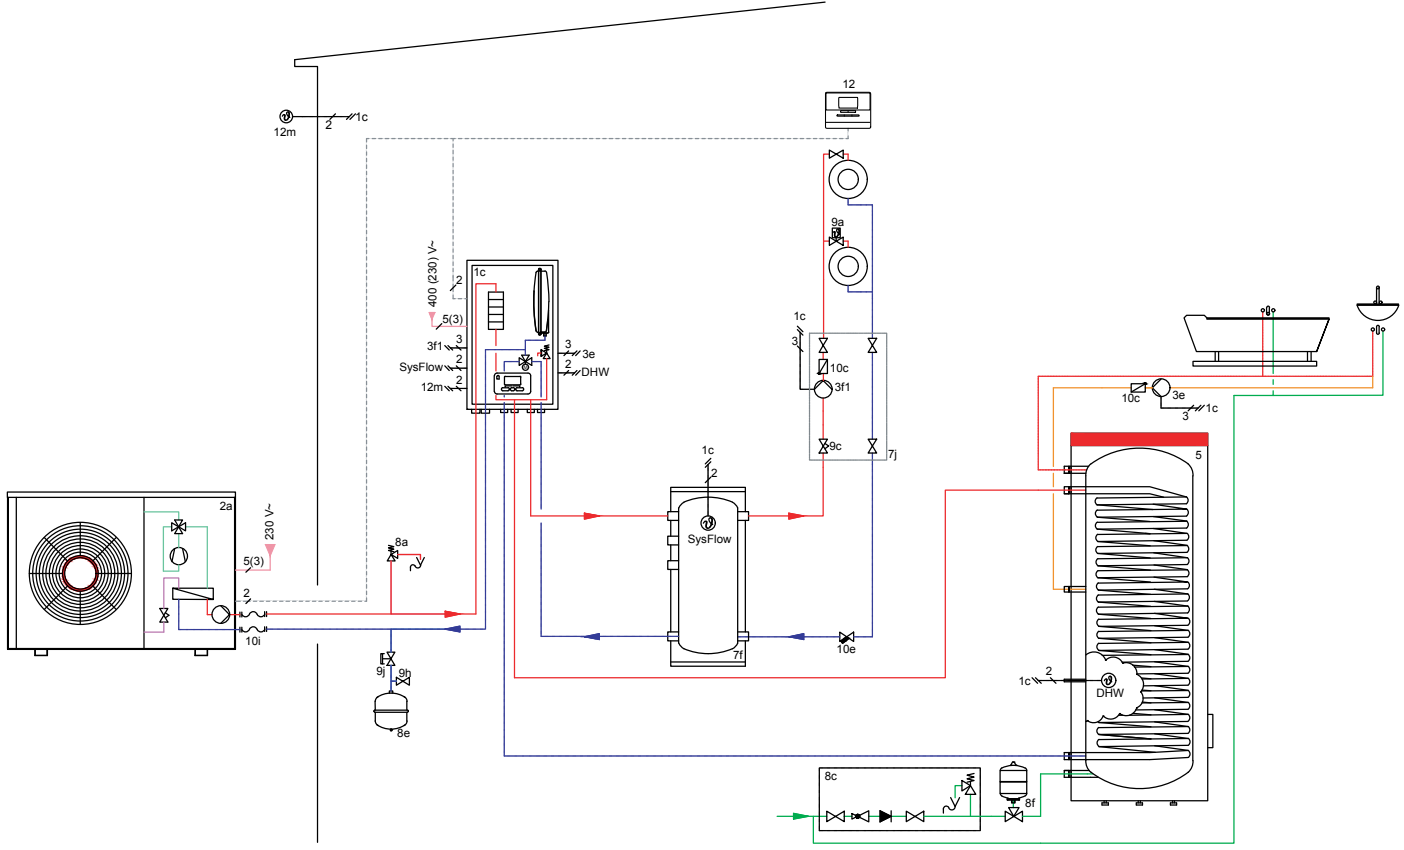 12
12m
2
1c
9a
400 (230) V~
2
1c
5(3)
3f1
3
SysFlow
2
12m
2
3
3e
2
DHW
1c
3
10c
3f1
9c
7j
10c
3e
3
1c
1c
2
SysFlow
5
2a
230 V~
5(3)
2
8a
10i
10e
7f
9j
9h
8e
1c
2
DHW
8c
8f